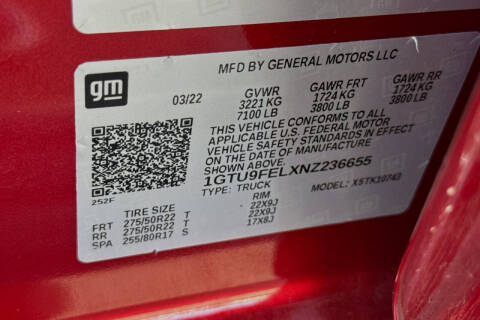 MFD BY GENERAL MOTORS LLC
gm
03/22
GVWR GAWR FRT GAWR RR
3221 KG 1724 KG 1724 KG
7100 LB 3800 LB 3800 LB
THIS VEHICLE CONFORMS TO ALL
APPLICABLE U.S. FEDERAL MOTOR
VEHICLE SAFETY STANDARDS IN EFFECT
ON THE DATE OF MANUFACTURE
1GTU9FELXNZ236655
TYPE: TRUCK MODEL: X5TK10743
252F
TIRE SIZE RIM
FRT 275/50R22 T 22X9J
RR 275/50R22 T 22X9J
SPA 255/80R17 S 17X8J